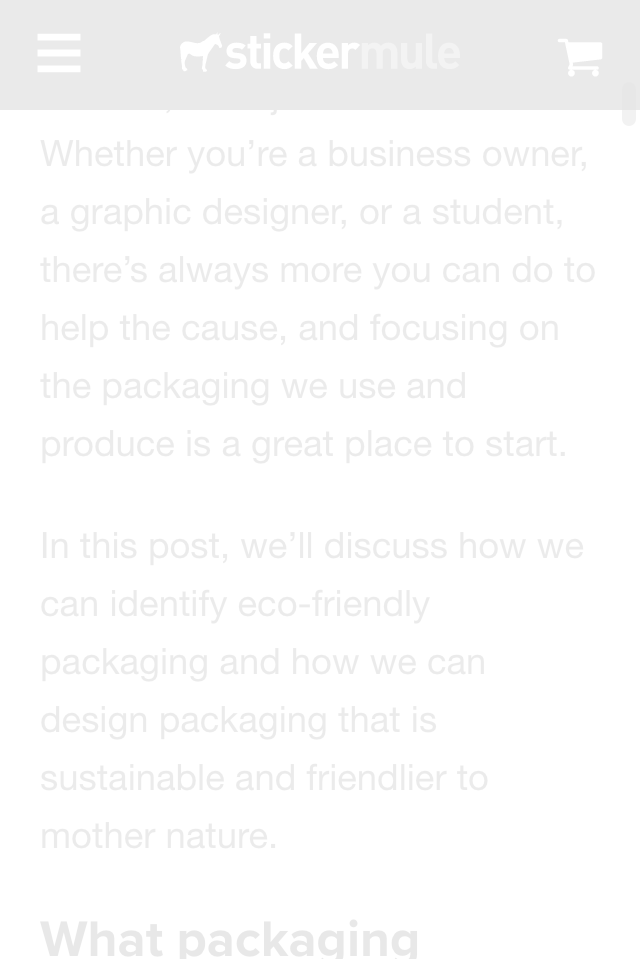 stickermule
Whether you’re a business owner,
a graphic designer, or a student,
there’s always more you can do to
help the cause, and focusing on
the packaging we use and
produce is a great place to start.
In this post, we’ll discuss how we
can identify eco-friendly
packaging and how we can
design packaging that is
sustainable and friendlier to
mother nature.
What packaging